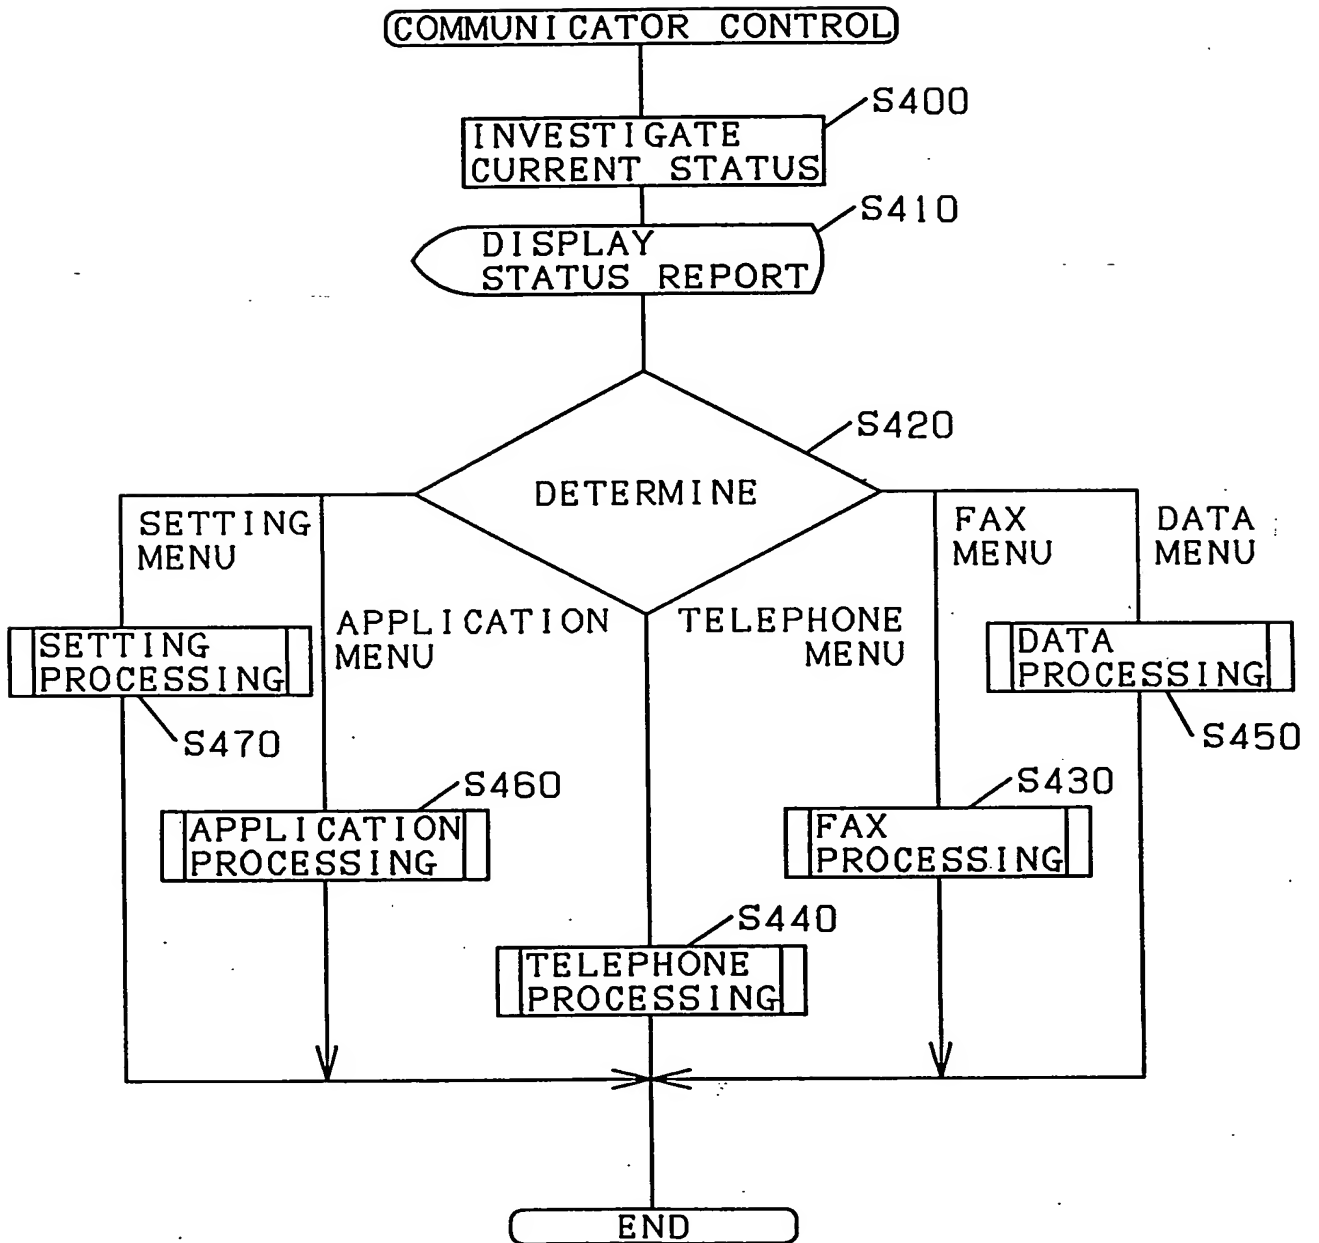 COMMUNICATOR CONTROL
S400
INVESTIGATE
CURRENT STATUS
S410
DISPLAY
STATUS REPORT
S420
DETERMINE
SETTING
MENU
FAX
MENU
DATA
MENU
APPLICATION
MENU
TELEPHONE
MENU
SETTING
PROCESSING
DATA
PROCESSING
S470
S450
S460
S430
APPLICATION
PROCESSING
FAX
PROCESSING
S440
TELEPHONE
PROCESSING
END